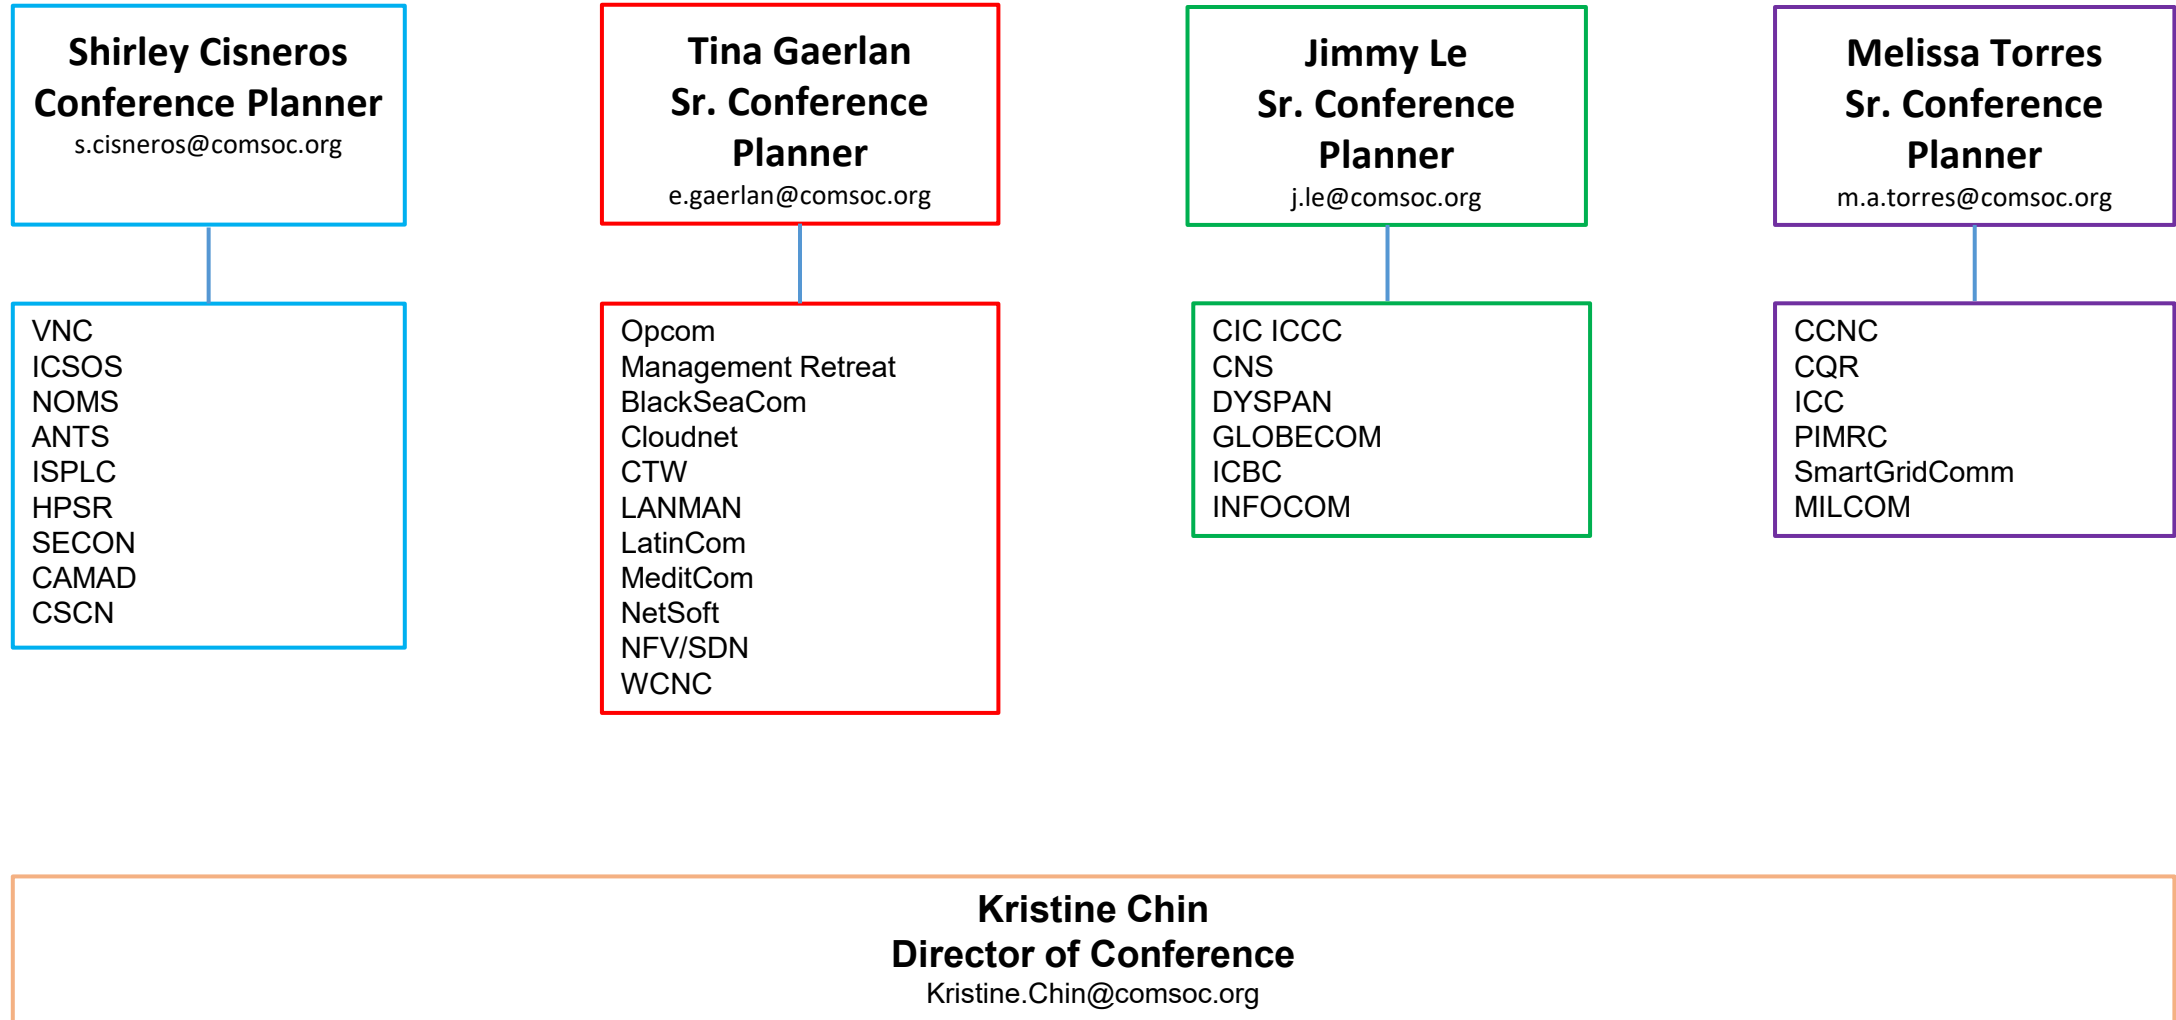 Shirley Cisneros
Conference Planner
s.cisneros@comsoc.org
VNC
ICSOS
NOMS
ANTS
ISPLC
HPSR
SECON
CAMAD
CSCN
Tina Gaerlan
Sr. Conference
Planner
e.gaerlan@comsoc.org
Opcom
Management Retreat
BlackSeaCom
Cloudnet
CTW
LANMAN
LatinCom
MeditCom
NetSoft
NFV/SDN
WCNC
Jimmy Le
Sr. Conference
Planner
j.le@comsoc.org
CIC ICCC
CNS
DYSPAN
GLOBECOM
ICBC
INFOCOM
Melissa Torres
Sr. Conference
Planner
m.a.torres@comsoc.org
CCNC
CQR
ICC
PIMRC
SmartGridComm
MILCOM
Kristine Chin
Director of Conference
Kristine.Chin@comsoc.org